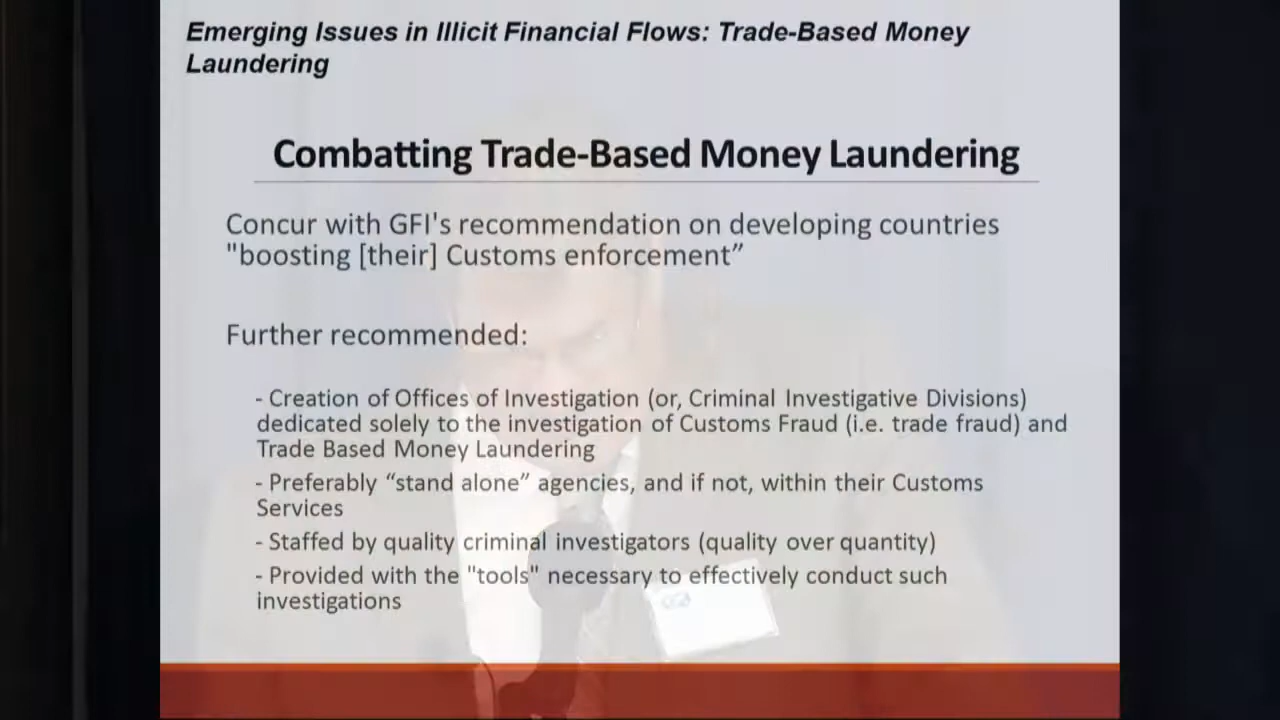 Emerging Issues in Illicit Financial Flows: Trade-Based Money
Laundering
Combatting Trade-Based Money Laundering
Concur with GFI's recommendation on developing countries
"boosting [their] Customs enforcement”
Further recommended:
- Creation of Offices of Investigation (or, Criminal Investigative Divisions)
dedicated solely to the investigation of Customs Fraud (i.e. trade fraud) and
Trade Based Money Laundering
- Preferably “stand alone” agencies, and if not, within their Customs
Services
- Staffed by quality criminal investigators (quality over quantity)
- Provided with the "tools" necessary to effectively conduct such
investigations